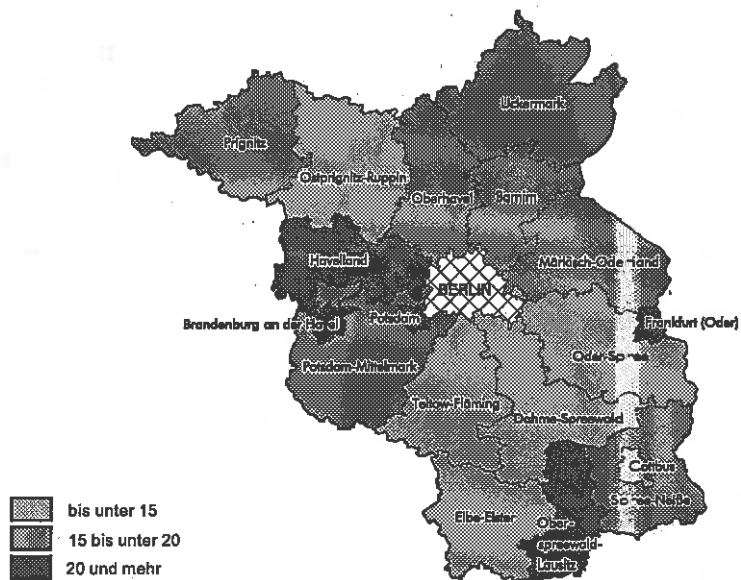 Uckermark
Prignitz
Ostprignitz-Ruppin
Oberhavel
Barnim
Havelland
Märkisch-Oderland
BERLIN
Brandenburg an der Havel
Potsdam
Frankfurt (Oder)
Oder-Spree
Potsdam-Mittelmark
Teltow-Fläming
Dahme-Spreewald
Cottbus
Spree-Neiße
Elbe-Elster
Ober-
spreewald-
Lausitz
bis unter 15
15 bis unter 20
20 und mehr